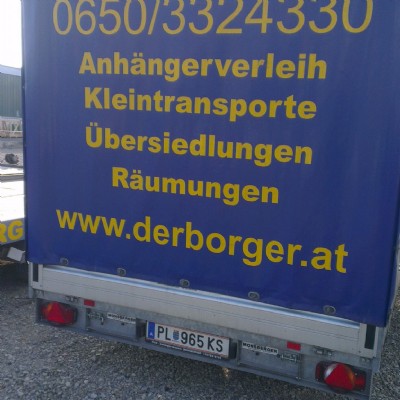 0650/3324330
Anhängerverleih
Kleintransporte
Übersiedlungen
Räumungen
www.derborger.at
PL 965 KS